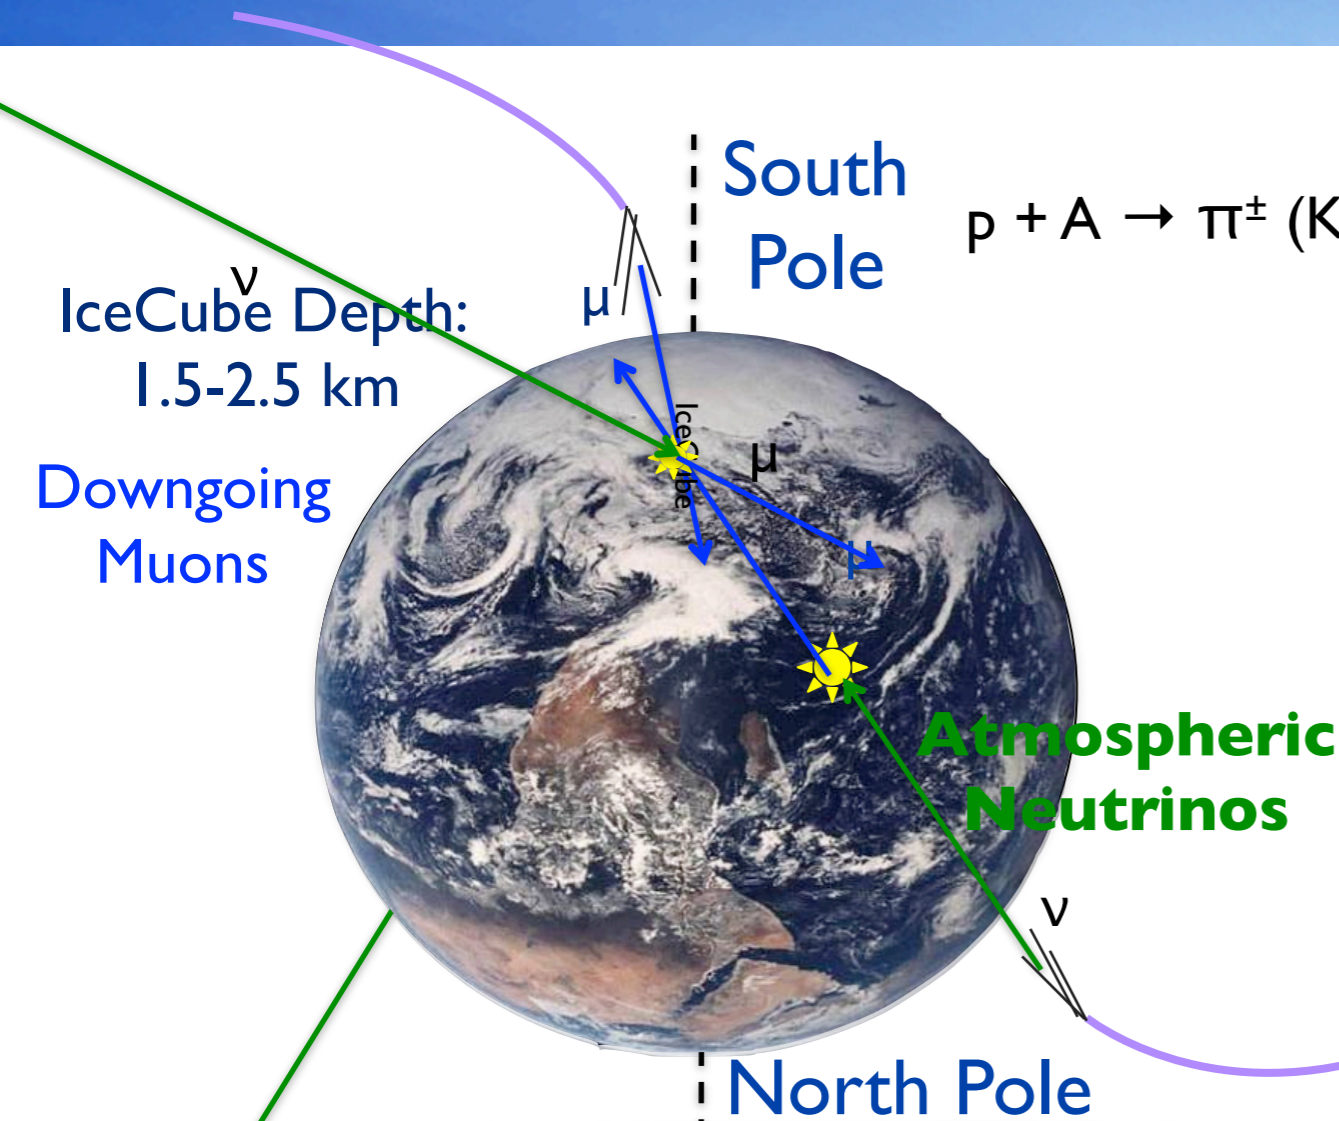 South
Pole
p + A → π± (K
ν
IceCube Depth:
1.5-2.5 km
μ
Downgoing
Muons
IceCube
μ
μ
Atmospheric
Neutrinos
ν
North Pole